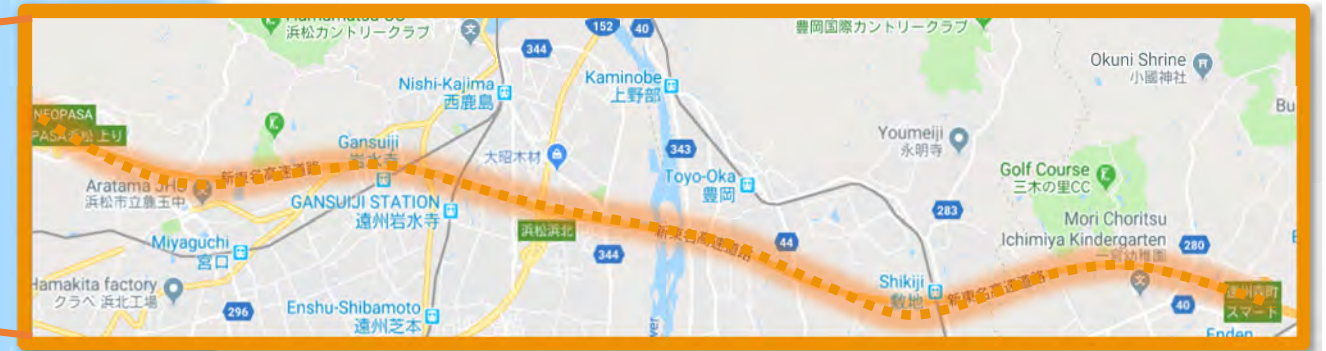 浜松カントリークラブ
344
152
40
豊岡国際カントリークラブ
Okuni Shrine
小國神社
Bu
Nishi-Kajima
西鹿島
Kaminobe
上野部
NEOPASA
PASA浜松 上り
Gansuiji
岩水寺
大昭木材
343
Youmeiji
永明寺
Toyo-Oka
豊岡
Golf Course
三木の里CC
新東名高速道路
Aratama JHS
浜松市立麁玉中
GANSUIJI STATION
遠州岩水寺
283
Mori Choritsu
Ichimiya Kindergarten
一宮幼稚園
280
浜松浜北
新東名高速道路
44
Miyaguchi
宮口
344
Shikiji
敷地
新東名高速道路
Hamakita factory
クラベ 浜北工場
296
Enshu-Shibamoto
遠州芝本
40
遠州森町
スマート
Enden